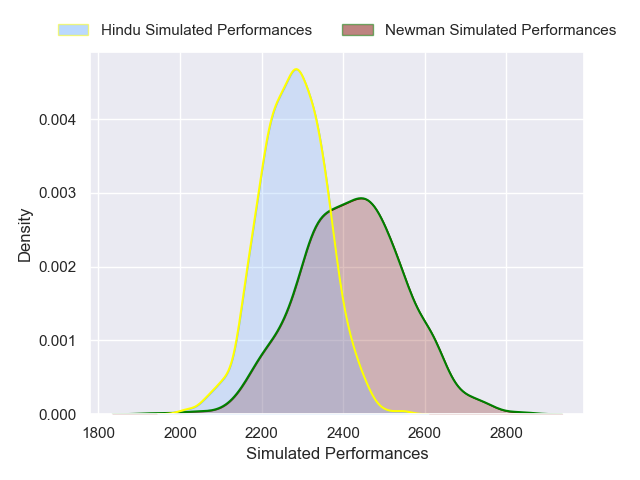 Hindu Simulated Performances
Newman Simulated Performances
Density
0.004
0.003
0.002
0.001
0.000
1800
2000
2200
2400
2600
2800
Simulated Performances